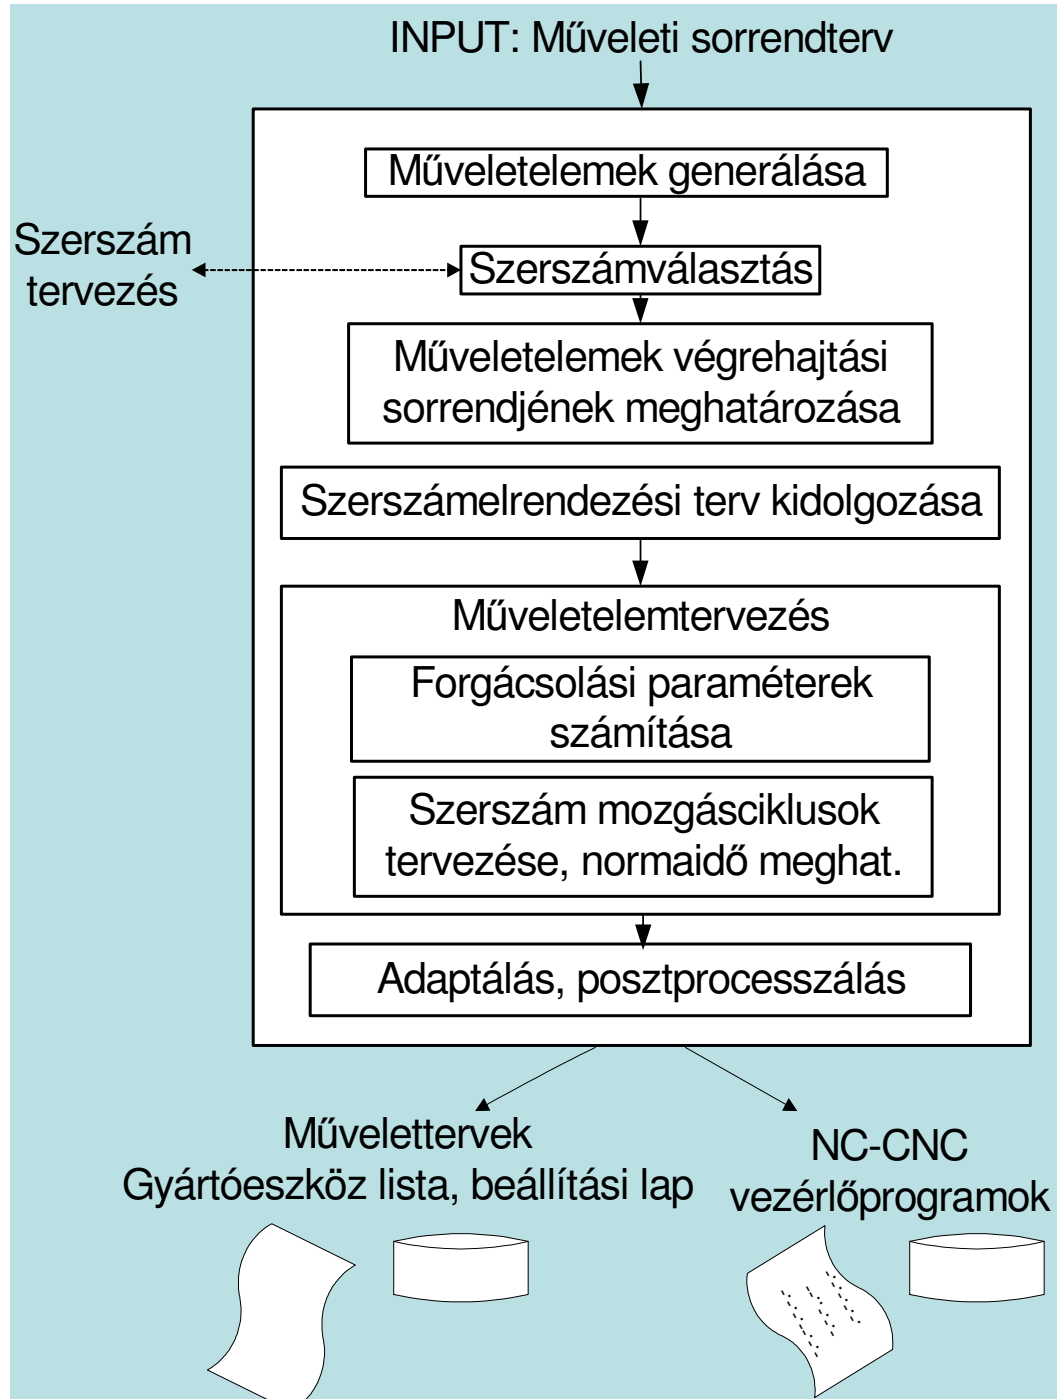 INPUT: Műveleti sorrendterv
Műveletelemek generálása
Szerszám
tervezés
Szerszámválasztás
Műveletelemek végrehajtási
sorrendjének meghatározása
Szerszámelrendezési terv kidolgozása
Műveletelemtervezés
Forgácsolási paraméterek
számítása
Szerszám mozgásciklusok
tervezése, normaidő meghat.
Adaptálás, posztprocesszálás
Művelettervek
Gyártóeszköz lista, beállítási lap
NC-CNC
vezérlőprogramok